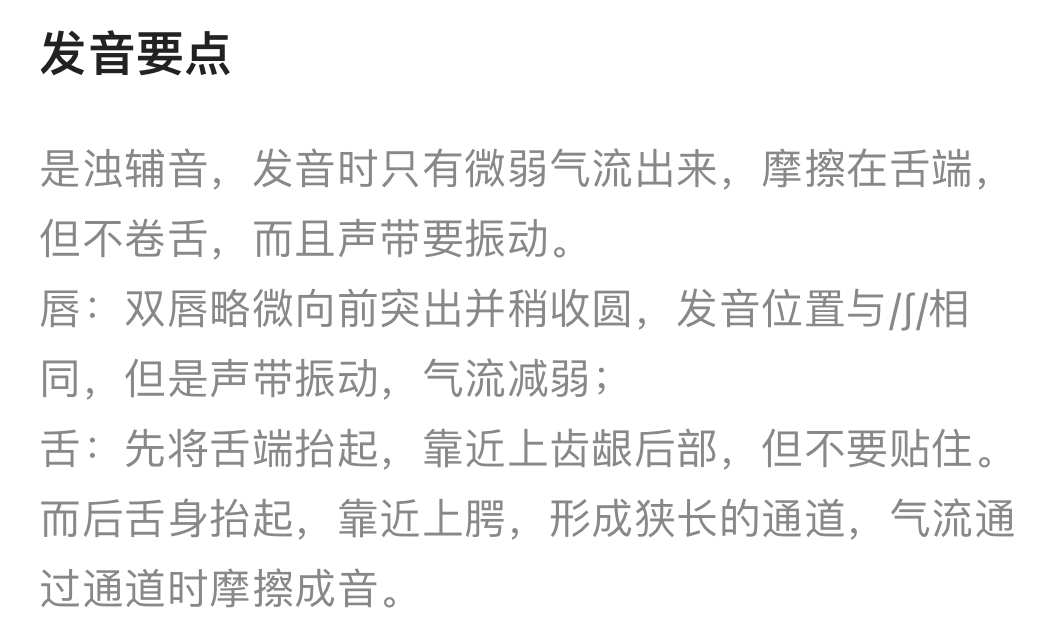 发音要点
是浊辅音，发音时只有微弱气流出来，摩擦在舌端，
但不卷舌，而且声带要振动。
唇：双唇略微向前突出并稍收圆，发音位置与/ʃ/相
同，但是声带振动，气流减弱；
舌：先将舌端抬起，靠近上齿龈后部，但不要贴住。
而后舌身抬起，靠近上腭，形成狭长的通道，气流通
过通道时摩擦成音。